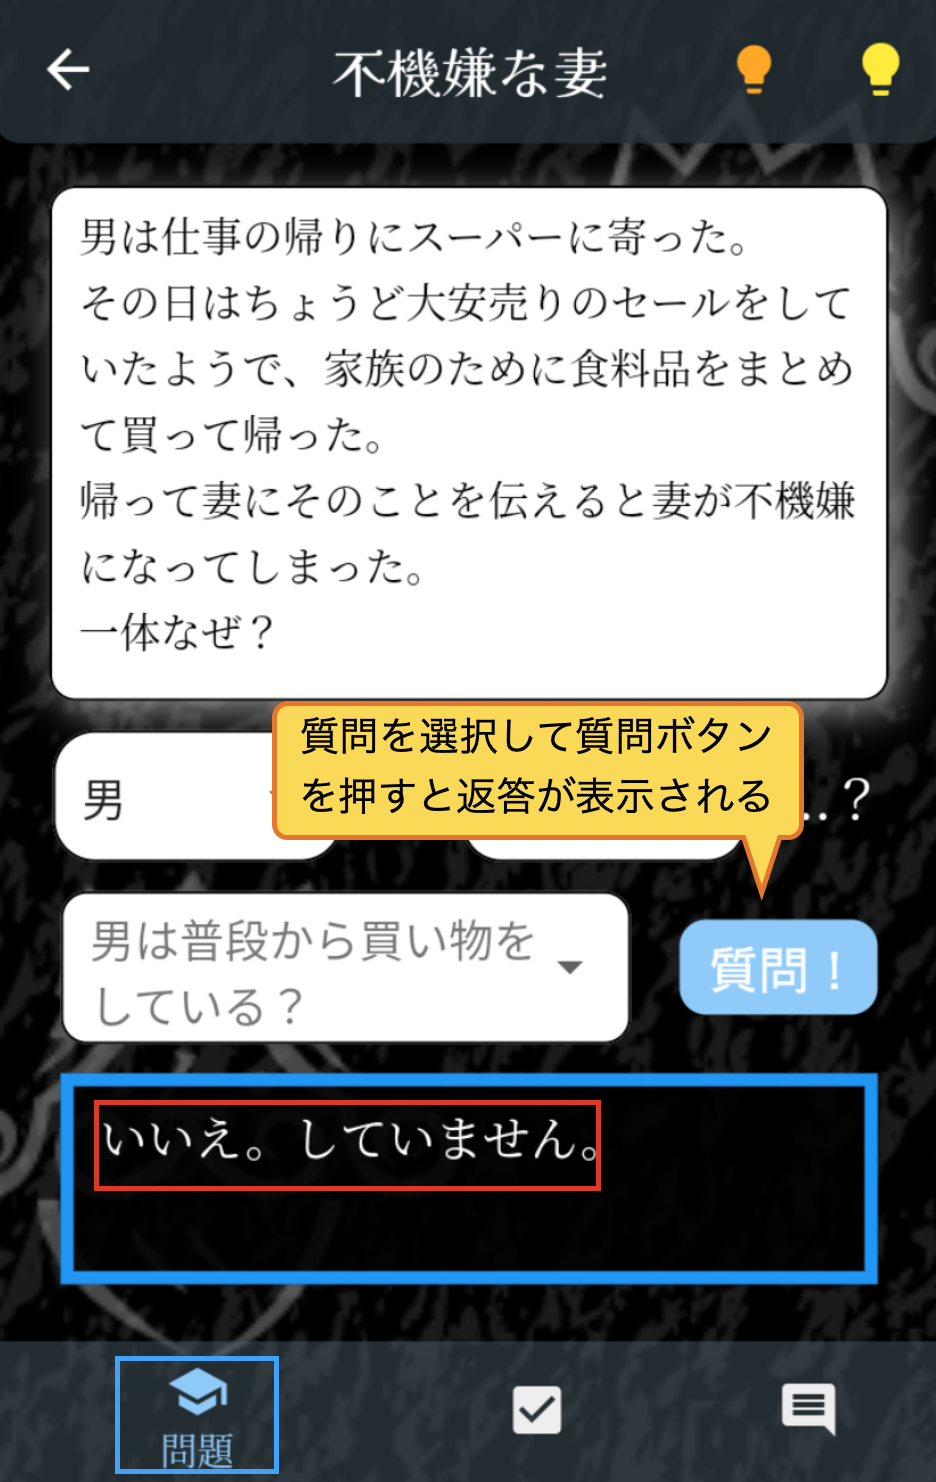 不機嫌な妻
男は仕事の帰りにスーパーに寄った。
その日はちょうど大安売りのセールをして
いたようで、家族のために食料品をまとめ
て買って帰った。
帰って妻にそのことを伝えると妻が不機嫌
になってしまった。
一体なぜ？
質問を選択して質問ボタン
を押すと返答が表示される
男
..？
男は普段から買い物を
している？
質問！
いいえ。していません。
問題